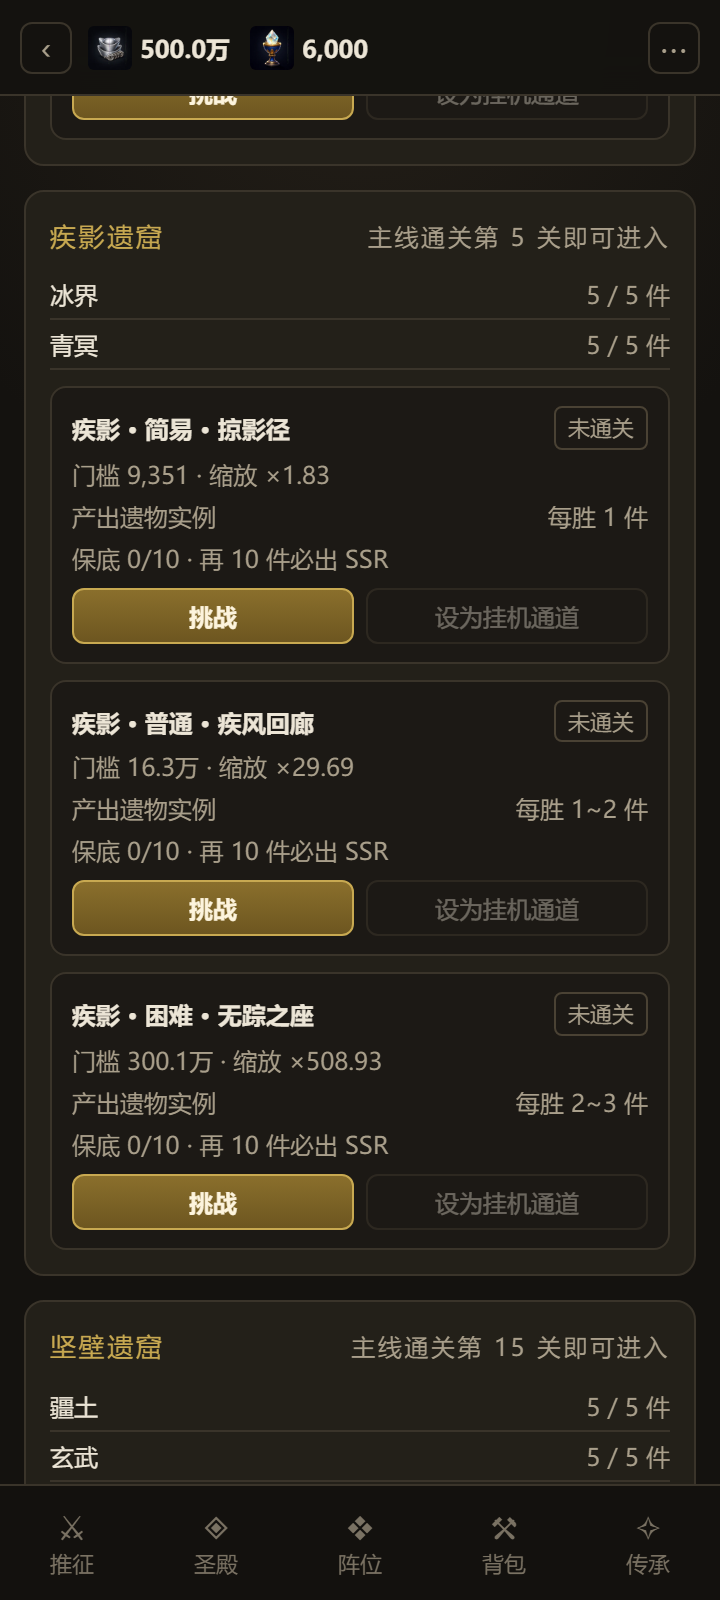 ‹ 500.0万 6,000 ···
挑战 设为挂机通道
疾影遗窟 主线通关第 5 关即可进入
冰界 5 / 5 件
青冥 5 / 5 件
疾影·简易·掠影径 未通关
门槛 9,351 · 缩放 ×1.83
产出遗物实例 每胜 1 件
保底 0/10 · 再 10 件必出 SSR
挑战 设为挂机通道
疾影·普通·疾风回廊 未通关
门槛 16.3万 · 缩放 ×29.69
产出遗物实例 每胜 1~2 件
保底 0/10 · 再 10 件必出 SSR
挑战 设为挂机通道
疾影·困难·无踪之座 未通关
门槛 300.1万 · 缩放 ×508.93
产出遗物实例 每胜 2~3 件
保底 0/10 · 再 10 件必出 SSR
挑战 设为挂机通道
坚壁遗窟 主线通关第 15 关即可进入
疆土 5 / 5 件
玄武 5 / 5 件
推征 圣殿 阵位 背包 传承